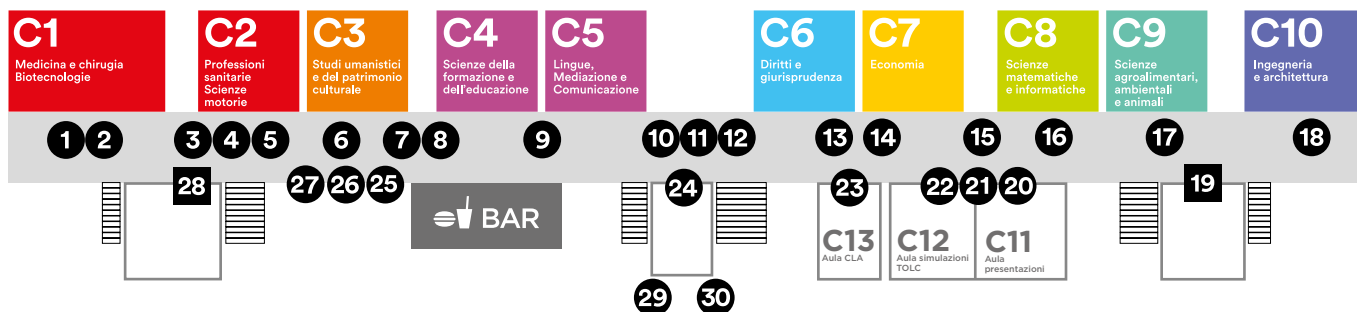 C1
Medicina e chirugia
Biotecnologie
C2
Professioni
sanitarie
Scienze
motorie
C3
Studi umanistici
e del patrimonio
culturale
C4
Scienze della
formazione e
dell'educazione
C5
Lingue,
Mediazione e
Comunicazione
C6
Diritti e
giurisprudenza
C7
Economia
C8
Scienze
matematiche
e informatiche
C9
Scienze
agroalimentari,
ambientali
e animali
C10
Ingegneria
e architettura
1 2 3 4 5 6 7 8 9 10 11 12 13 14 15 16 17 18
28 27 26 25 24 23 22 21 20 19
BAR
C13
Aula CLA
C12
Aula simulazioni
TOLC
C11
Aula
presentazioni
29 30